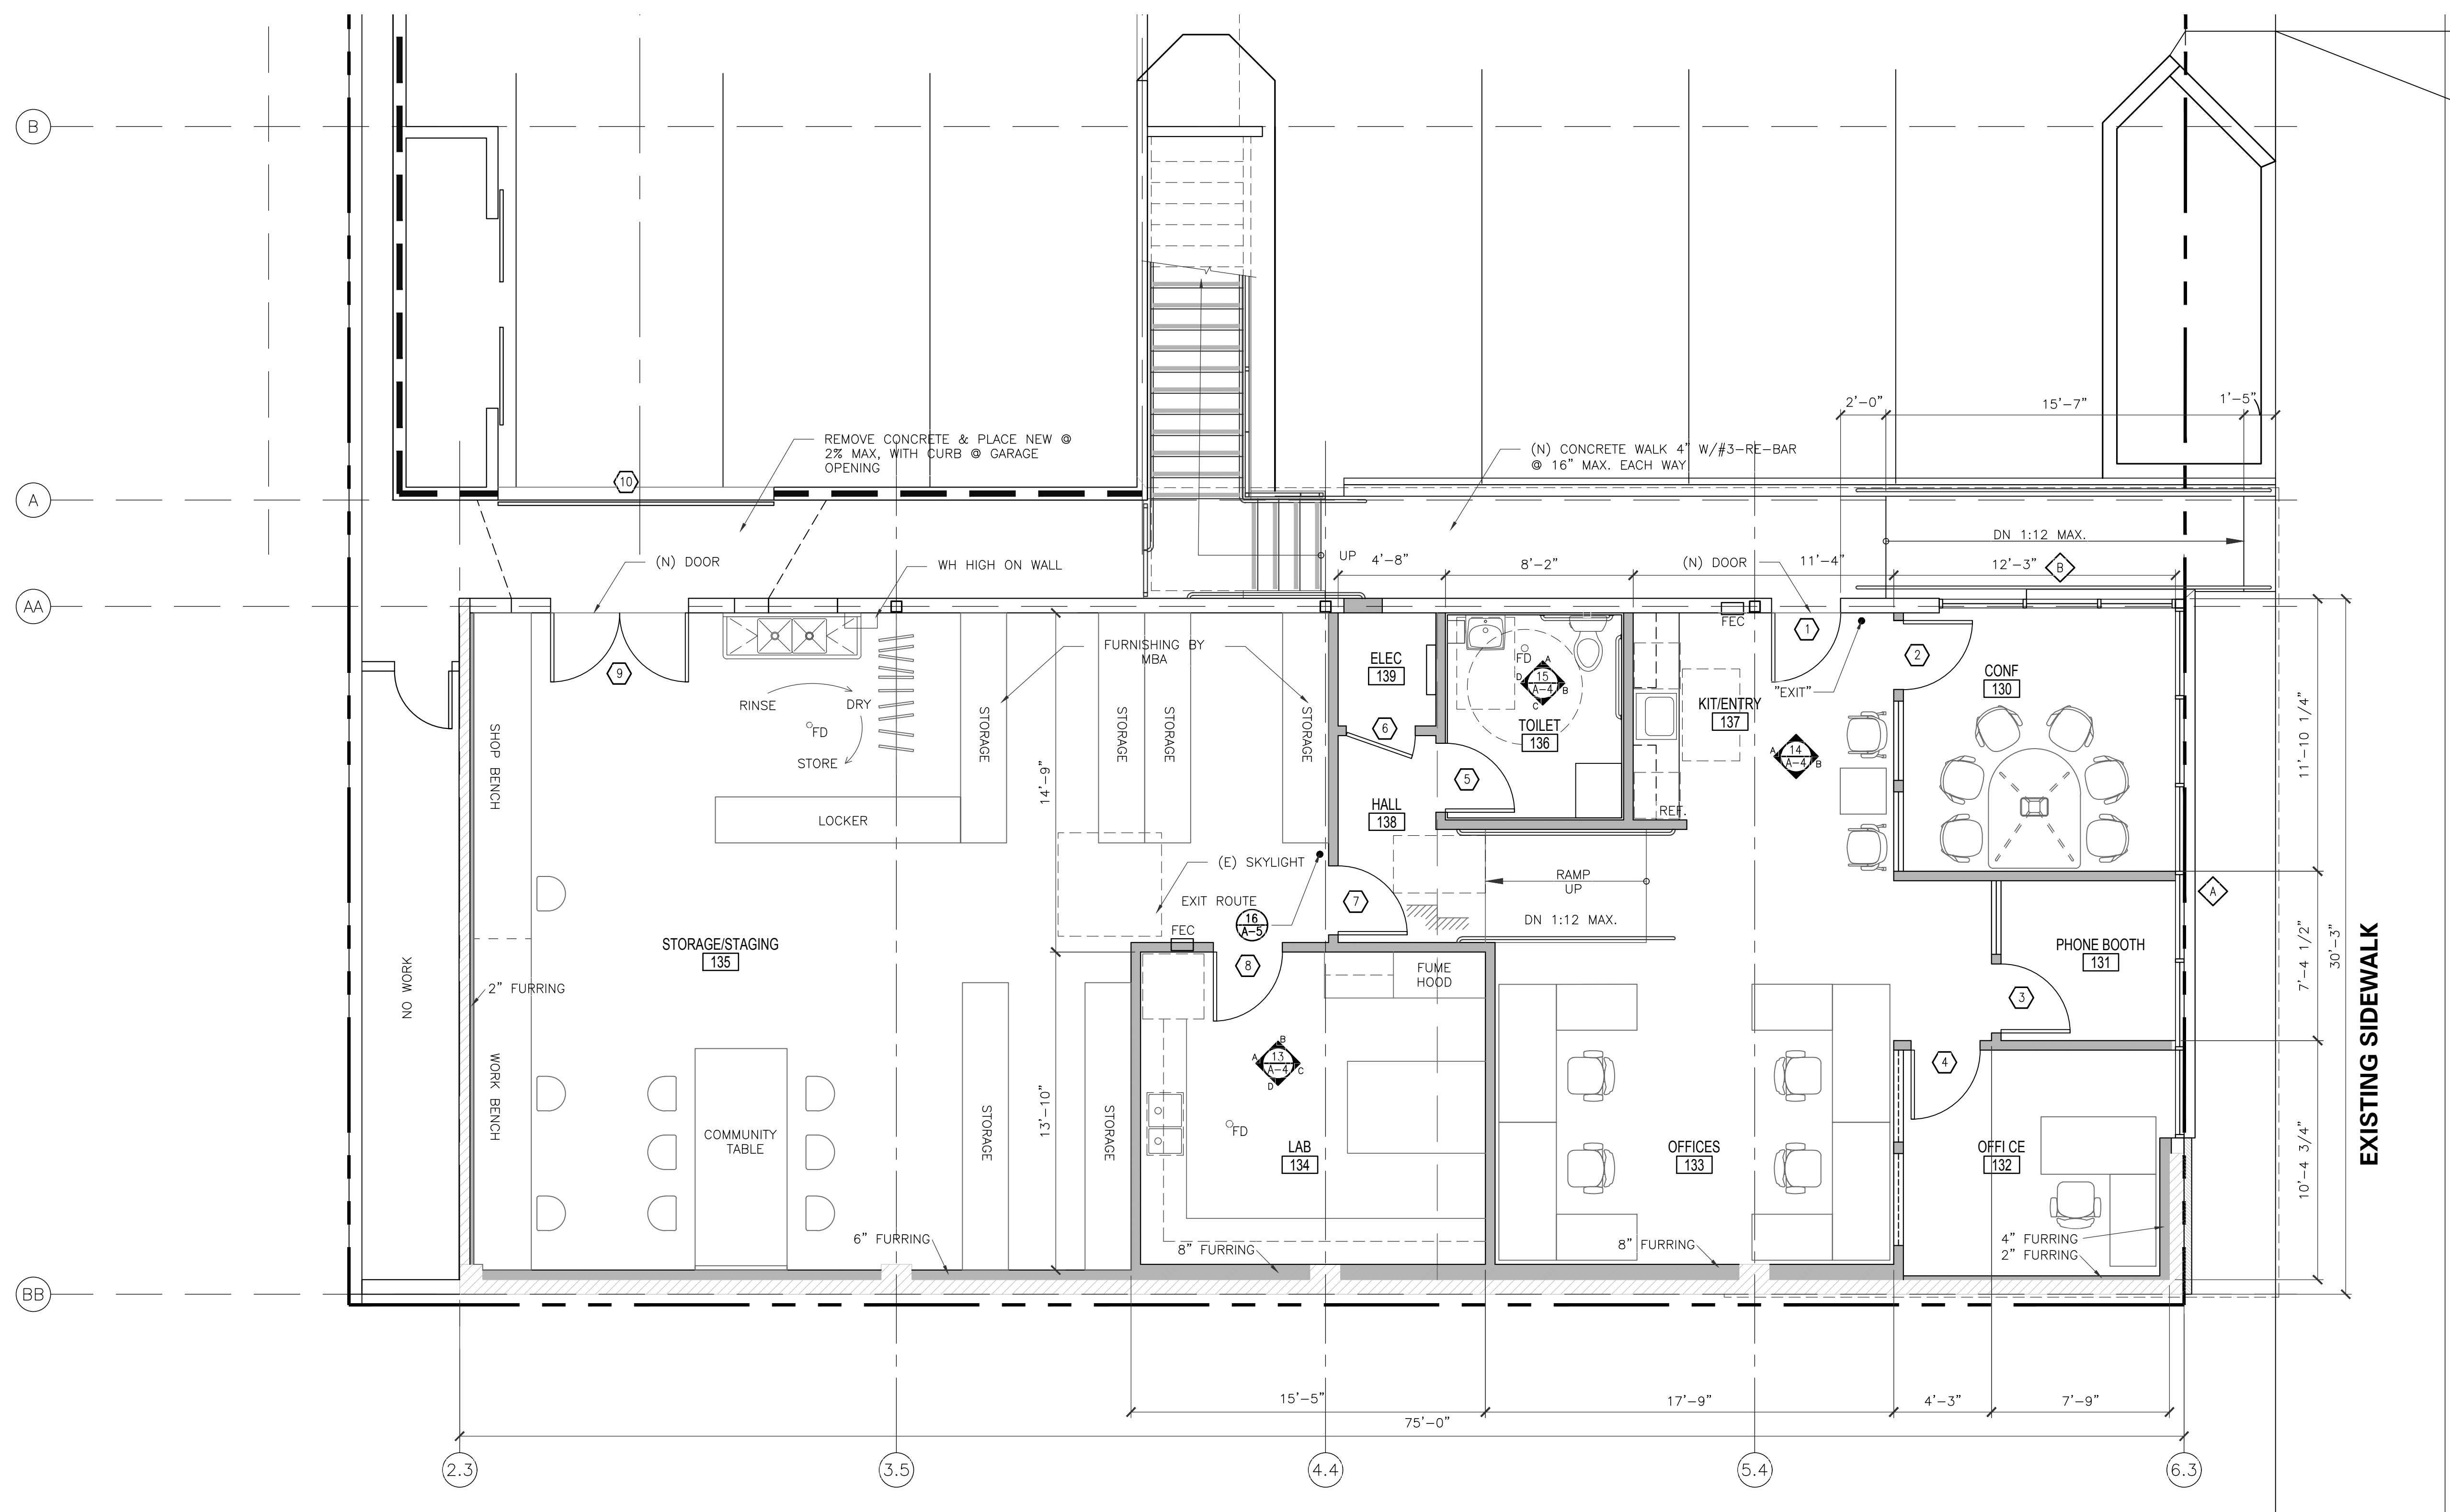 B
2'-0"
15'-7"
1'-5"
REMOVE CONCRETE & PLACE NEW @
2% MAX, WITH CURB @ GARAGE
OPENING
(N) CONCRETE WALK 4" W/#3-RE-BAR
@ 16" MAX. EACH WAY
10
A
DN 1:12 MAX.
(N) DOOR
WH HIGH ON WALL
UP
4'-8"
8'-2"
(N) DOOR
11'-4"
12'-3"
B
AA
FEC
1
FURNISHING BY
MBA
ELEC
139
FD
15
A-4
A
B
C
D
2
CONF
130
9
RINSE
DRY
FD
STORE
"EXIT"
KIT/ENTRY
137
TOILET
136
6
14
A-4
A
B
SHOP BENCH
STORAGE
STORAGE
STORAGE
STORAGE
14'-9"
5
11'-10 1/4"
LOCKER
HALL
138
REF.
(E) SKYLIGHT
RAMP
UP
EXIT ROUTE
7
A
16
A-5
DN 1:12 MAX.
FEC
STORAGE/STAGING
135
PHONE BOOTH
131
7'-4 1/2"
30'-3"
EXISTING SIDEWALK
NO WORK
2" FURRING
8
FUME
HOOD
3
13
A-4
A
B
C
D
4
WORK BENCH
COMMUNITY
TABLE
STORAGE
STORAGE
13'-10"
FD
LAB
134
OFFICES
133
OFFICE
132
10'-4 3/4"
6" FURRING
8" FURRING
8" FURRING
4" FURRING
2" FURRING
BB
15'-5"
17'-9"
4'-3"
7'-9"
75'-0"
2.3
3.5
4.4
5.4
6.3